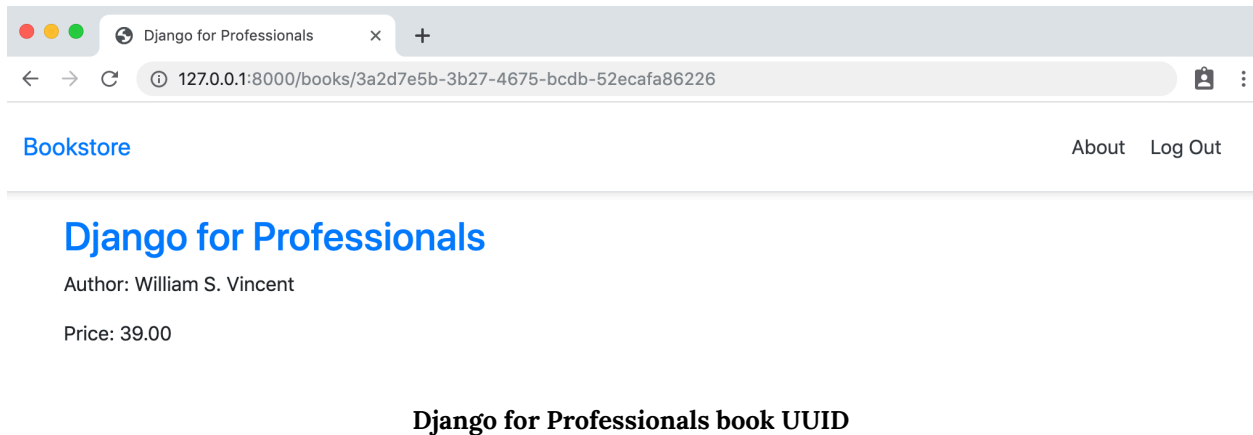 Django for Professionals
127.0.0.1:8000/books/3a2d7e5b-3b27-4675-bcdb-52ecafa86226
Bookstore About Log Out
Django for Professionals
Author: William S. Vincent
Price: 39.00
Django for Professionals book UUID